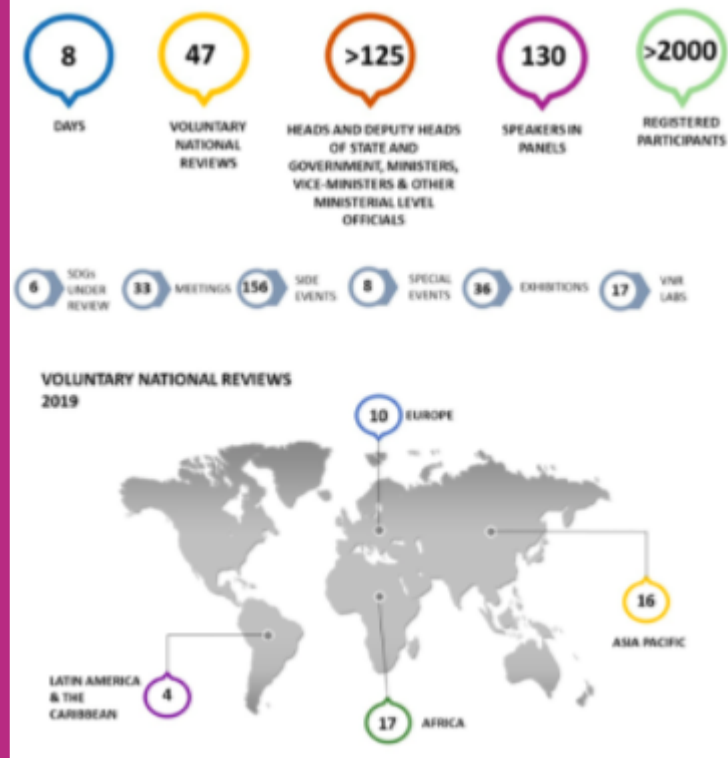 8
DAYS
47
VOLUNTARY
NATIONAL
REVIEWS
>125
HEADS AND DEPUTY HEADS
OF STATE AND
GOVERNMENT, MINISTERS,
VICE-MINISTERS & OTHER
MINISTERIAL LEVEL
OFFICIALS
130
SPEAKERS IN
PANELS
>2000
REGISTERED
PARTICIPANTS
6
SDGs
UNDER
REVIEW
33
MEETINGS
156
SIDE
EVENTS
8
SPECIAL
EVENTS
36
EXHIBITIONS
17
VNR
LABS
VOLUNTARY NATIONAL REVIEWS
2019
10
EUROPE
16
ASIA PACIFIC
LATIN AMERICA
& THE
CARIBBEAN
4
17
AFRICA